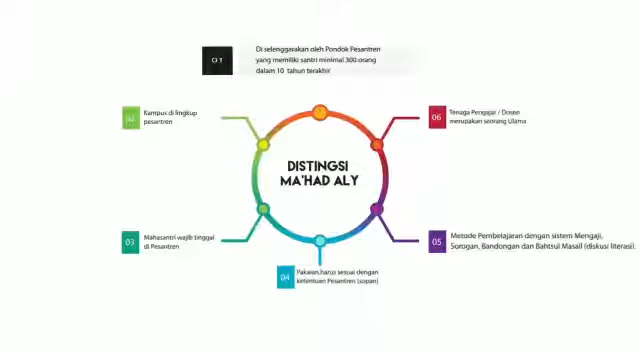 01
Di selenggarakan oleh Pondok Pesantren
yang memiliki santri minimal 300 orang
dalam 10 tahun terakhir
02
Kampus di lingkup
pesantren
06
Tenaga Pengajar / Dosen
merupakan seorang Ulama
DISTINGSI
MA'HAD ALY
03
Mahasantri wajib tinggal
di Pesantren
05
Metode Pembelajaran dengan sistem Mengaji,
Sorogan, Bandongan dan Bahtsul Masail (diskusi literasi).
04
Pakaian harus sesuai dengan
ketentuan Pesantren (sopan)